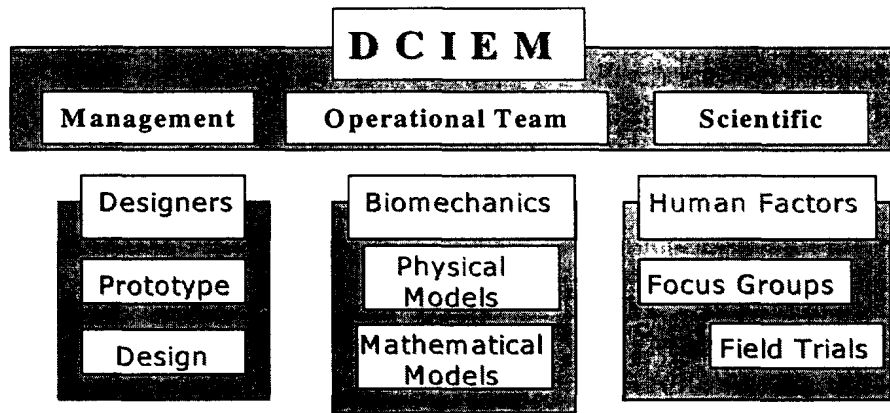 DCIEM
Management
Operational Team
Scientific
Designers
Prototype
Design
Biomechanics
Physical
Models
Mathematical
Models
Human Factors
Focus Groups
Field Trials